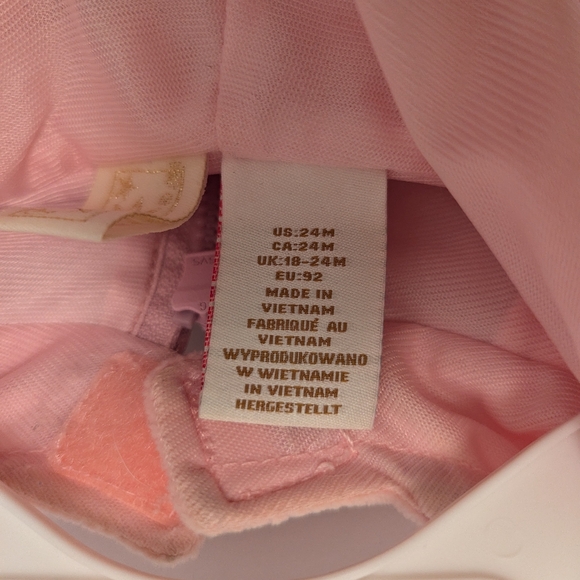 US:24M
CA:24M
UK:18-24M
EU:92
MADE IN
VIETNAM
FABRIQUÉ AU
VIETNAM
WYPRODUKOWANO
W WIETNAMIE
IN VIETNAM
HERGESTELLT